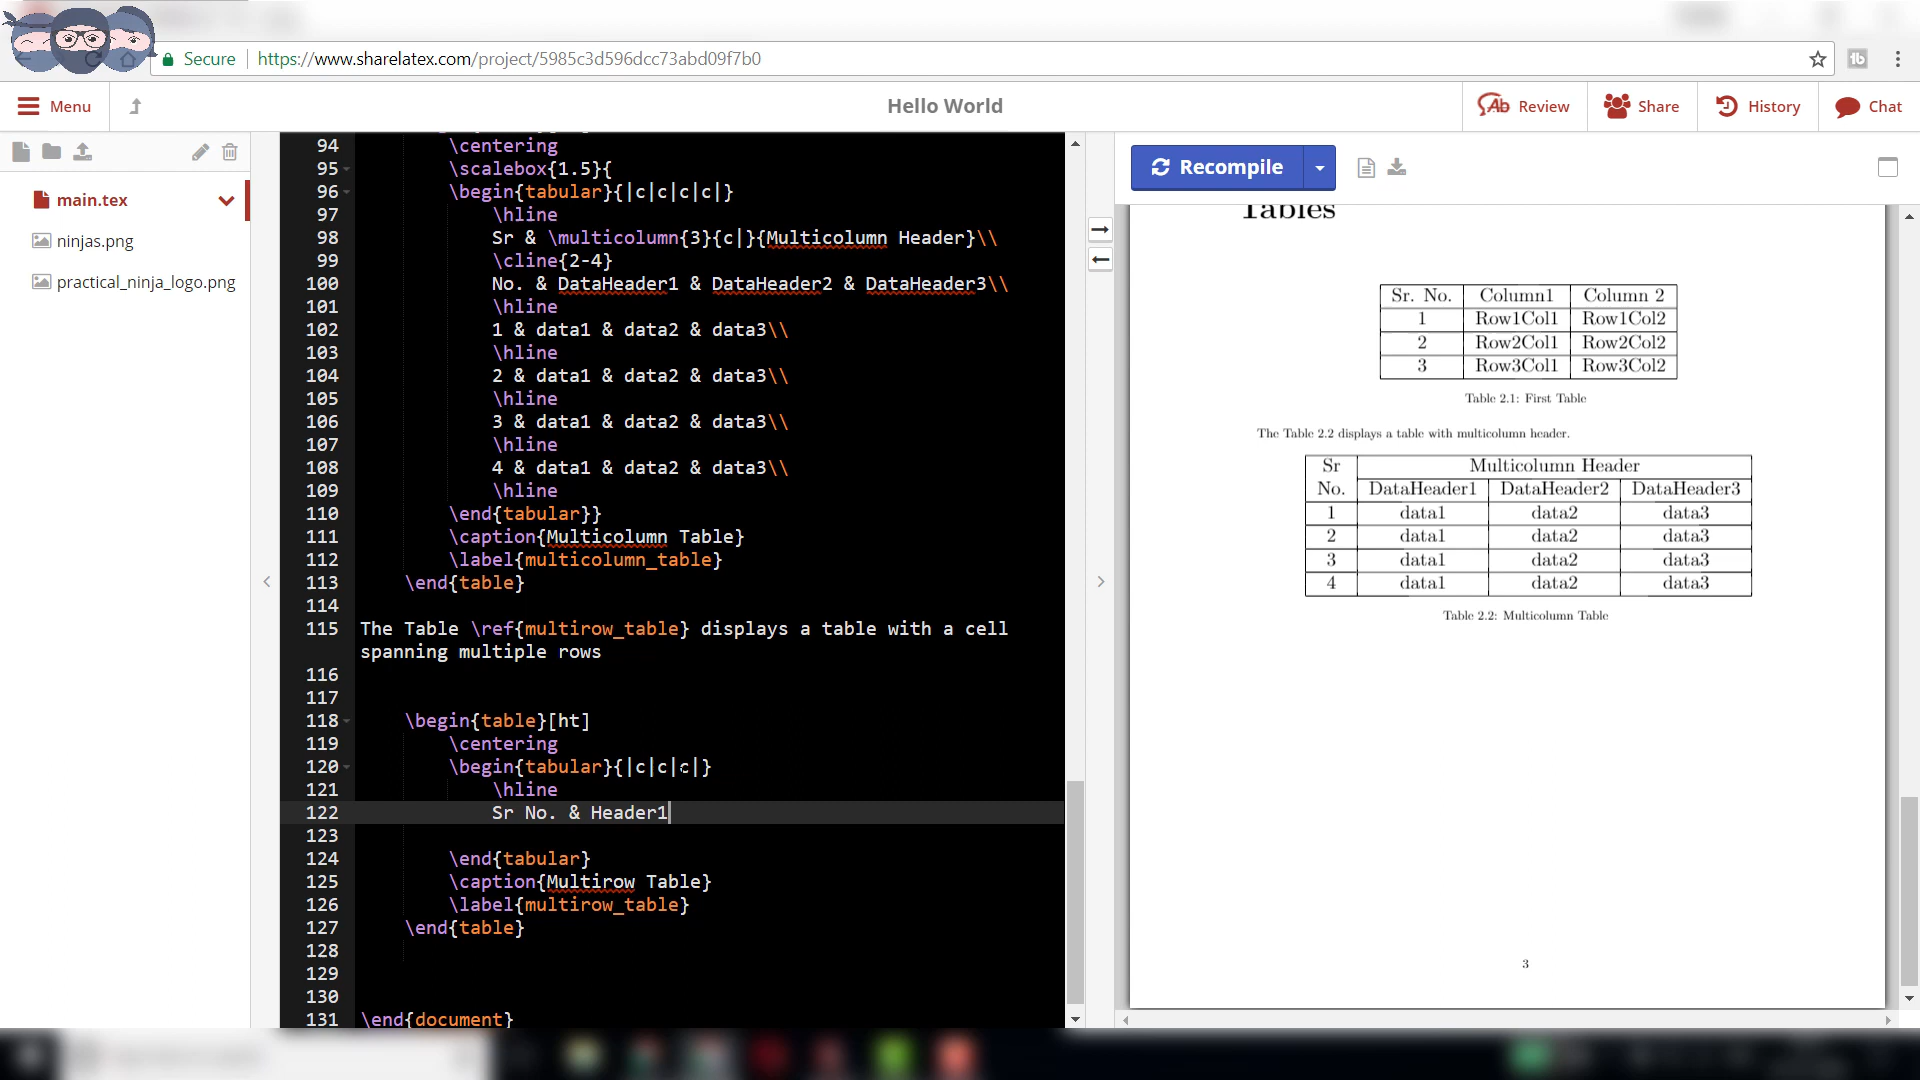 Secure https://www.sharelatex.com/project/5985c3d596dcc73abd09f7b0
Menu
Hello World
Review
Share
History
Chat
main.tex
ninjas.png
practical_ninja_logo.png
94 \centering
95 \scalebox{1.5}{
96 \begin{tabular}{|c|c|c|c|}
97 \hline
98 Sr & \multicolumn{3}{c|}{Multicolumn Header}\\
99 \cline{2-4}
100 No. & DataHeader1 & DataHeader2 & DataHeader3\\
101 \hline
102 1 & data1 & data2 & data3\\
103 \hline
104 2 & data1 & data2 & data3\\
105 \hline
106 3 & data1 & data2 & data3\\
107 \hline
108 4 & data1 & data2 & data3\\
109 \hline
110 \end{tabular}}
111 \caption{Multicolumn Table}
112 \label{multicolumn_table}
113 \end{table}
114
115 The Table \ref{multirow_table} displays a table with a cell
spanning multiple rows
116
117
118 \begin{table}[ht]
119 \centering
120 \begin{tabular}{|c|c|c|}
121 \hline
122 Sr No. & Header1
123
124 \end{tabular}
125 \caption{Multirow Table}
126 \label{multirow_table}
127 \end{table}
128
129
130
131 \end{document}
Recompile
Tables
Sr. No. Column1 Column 2
1 Row1Col1 Row1Col2
2 Row2Col1 Row2Col2
3 Row3Col1 Row3Col2
Table 2.1: First Table
The Table 2.2 displays a table with multicolumn header.
Sr Multicolumn Header
No. DataHeader1 DataHeader2 DataHeader3
1 data1 data2 data3
2 data1 data2 data3
3 data1 data2 data3
4 data1 data2 data3
Table 2.2: Multicolumn Table
3